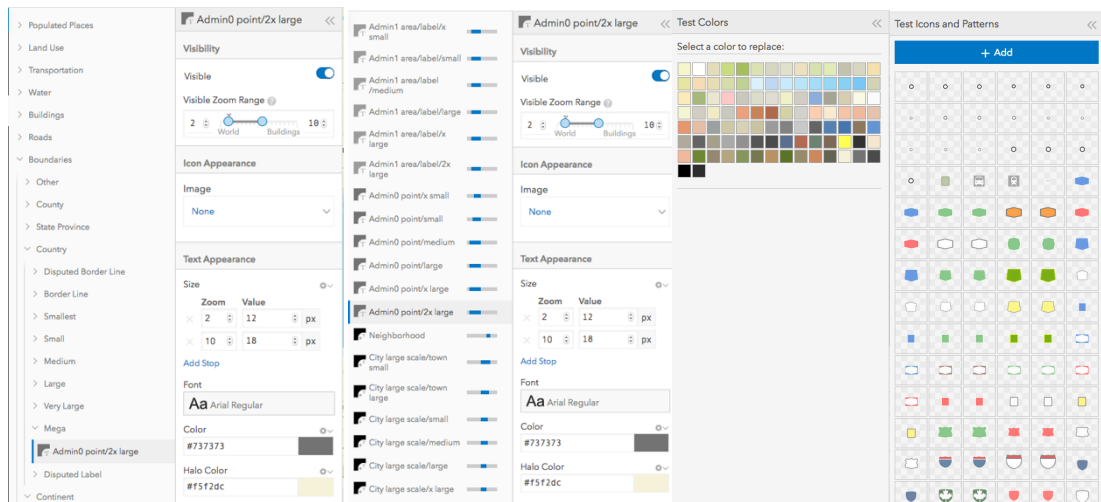 Populated Places
Land Use
Transportation
Water
Buildings
Roads
Boundaries
Other
County
State Province
Country
Disputed Border Line
Border Line
Smallest
Small
Medium
Large
Very Large
Mega
Admin0 point/2x large
Disputed Label
Continent
Admin0 point/2x large
Visibility
Visible
Visible Zoom Range
2
10
World
Buildings
Icon Appearance
Image
None
Text Appearance
Size
Zoom Value
2 12 px
10 18 px
Add Stop
Font
Aa Arial Regular
Color
#737373
Halo Color
#f5f2dc
Admin1 area/label/x
small
Admin1 area/label/small
Admin1 area/label
/medium
Admin1 area/label/large
Admin1 area/label/x
large
Admin1 area/label/2x
large
Admin0 point/x small
Admin0 point/small
Admin0 point/medium
Admin0 point/large
Admin0 point/x large
Admin0 point/2x large
Neighborhood
City large scale/town
small
City large scale/town
large
City large scale/small
City large scale/medium
City large scale/large
City large scale/x large
Admin0 point/2x large
Visibility
Visible
Visible Zoom Range
2
10
World
Buildings
Icon Appearance
Image
None
Text Appearance
Size
Zoom Value
2 12 px
10 18 px
Add Stop
Font
Aa Arial Regular
Color
#737373
Halo Color
#f5f2dc
Test Colors
Select a color to replace:
Test Icons and Patterns
+ Add